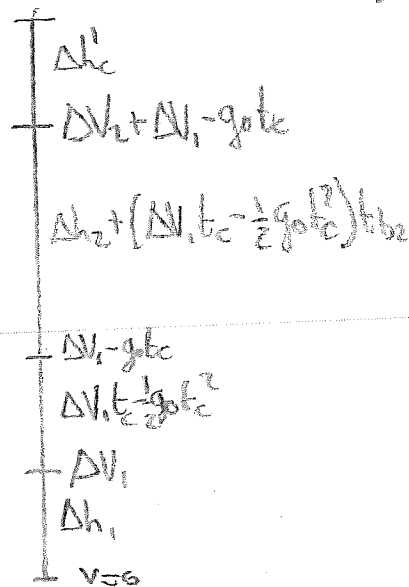 Δh'c
ΔV₂+ΔV₁-g₀tc
Δh₂+(ΔV₁tc-½g₀tc²)tb₂
ΔV₁-g₀tc
ΔV₁tc-½g₀tc²
ΔV₁
Δh₁
v=0